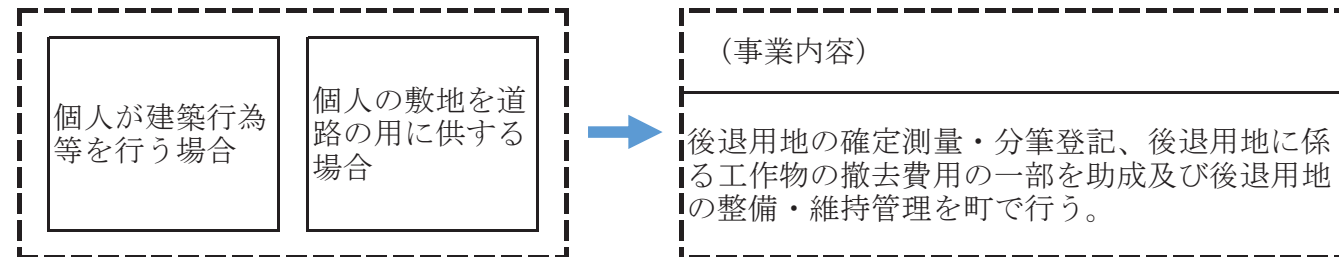 個人が建築行為
等を行う場合
個人の敷地を道
路の用に供する
場合
（事業内容）
後退用地の確定測量・分筆登記、後退用地に係
る工作物の撤去費用の一部を助成及び後退用地
の整備・維持管理を町で行う。